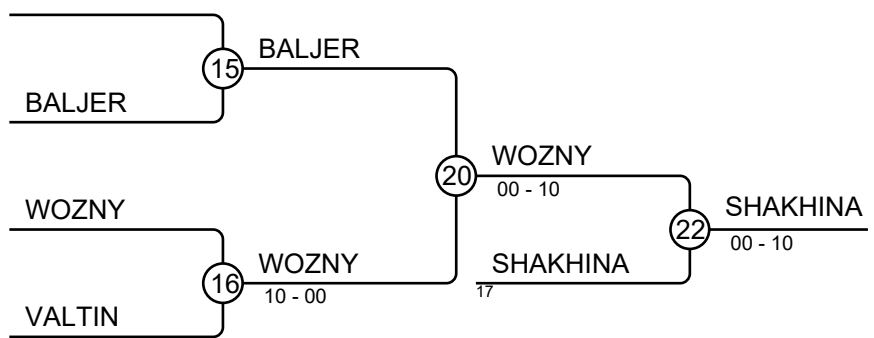 BALJER
15
BALJER
WOZNY
20
00 - 10
WOZNY
SHAKHINA
22
00 - 10
WOZNY
16
10 - 00
SHAKHINA
17
VALTIN